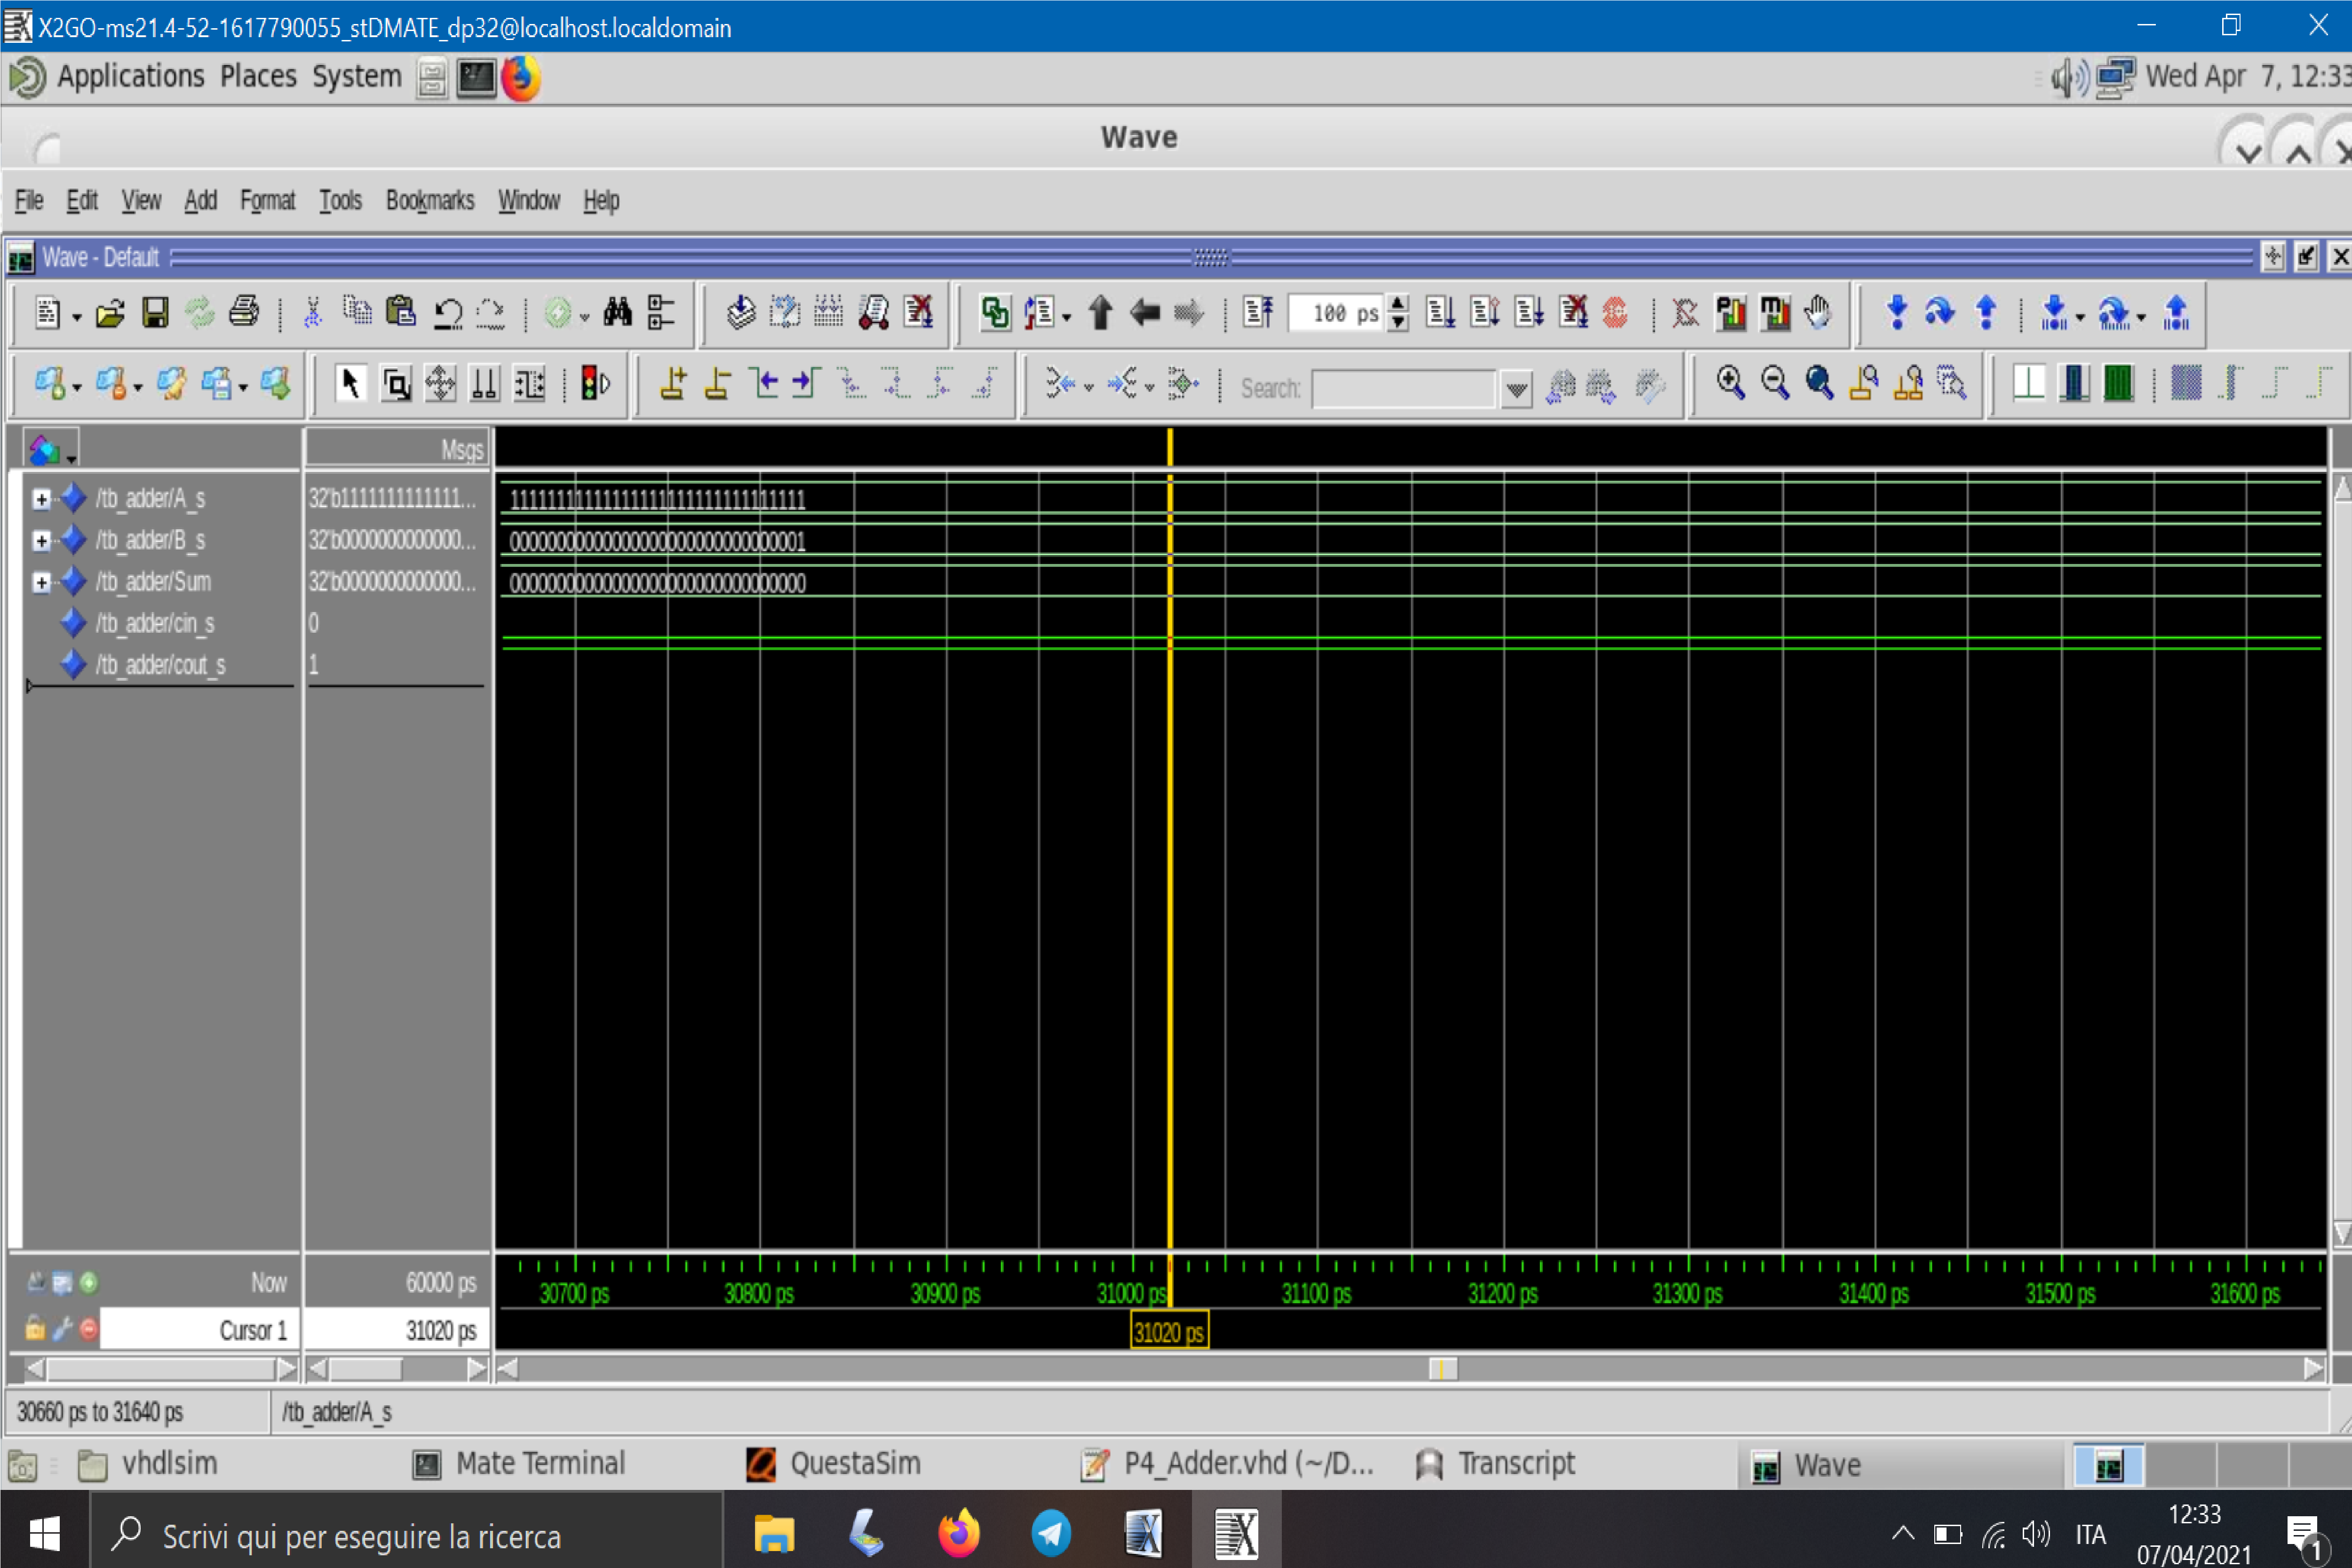 X2GO-ms21.4-52-1617790055_stDMATE_dp32@localhost.localdomain
Applications Places System Wed Apr 7, 12:33
Wave
File Edit View Add Format Tools Bookmarks Window Help
Wave - Default
100 ps
Search:
Msgs
/tb_adder/A_s 32'b1111111111111... 11111111111111111111111111111111
/tb_adder/B_s 32'b0000000000000... 00000000000000000000000000000001
/tb_adder/Sum 32'b0000000000000... 00000000000000000000000000000000
/tb_adder/cin_s 0
/tb_adder/cout_s 1
Now 60000 ps 30700 ps 30800 ps 30900 ps 31000 ps 31100 ps 31200 ps 31300 ps 31400 ps 31500 ps 31600 ps
Cursor 1 31020 ps 31020 ps
30660 ps to 31640 ps /tb_adder/A_s
vhdlsim Mate Terminal QuestaSim P4_Adder.vhd (~/D... Transcript Wave
Scrivi qui per eseguire la ricerca ITA 12:33
07/04/2021 1